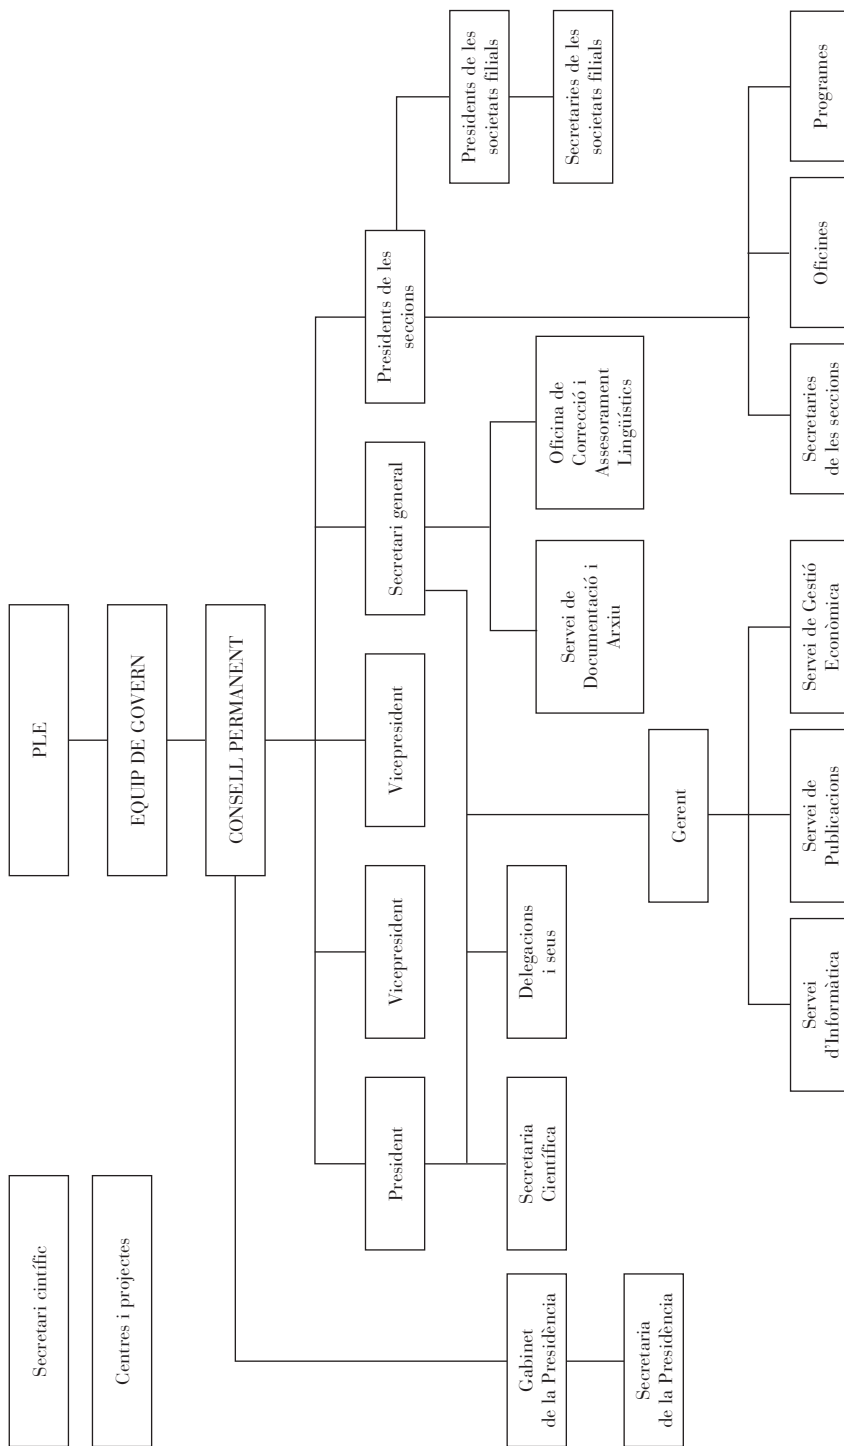 Secretari cintífic
Centres i projectes
PLE
EQUIP DE GOVERN
CONSELL PERMANENT
President
Vicepresident
Vicepresident
Secretari general
Presidents de les
seccions
Presidents de les
societats filials
Secretaries de les
societats filials
Gabinet
de la Presidència
Secretaria
de la Presidència
Secretaria
Científica
Delegacions
i seus
Servei de
Documentació i
Arxiu
Oficina de
Correcció i
Assesorament
Lingüístics
Gerent
Servei
d'Informàtica
Servei de
Publicacions
Servei de Gestió
Econòmica
Secretaries
de les seccions
Oficines
Programes